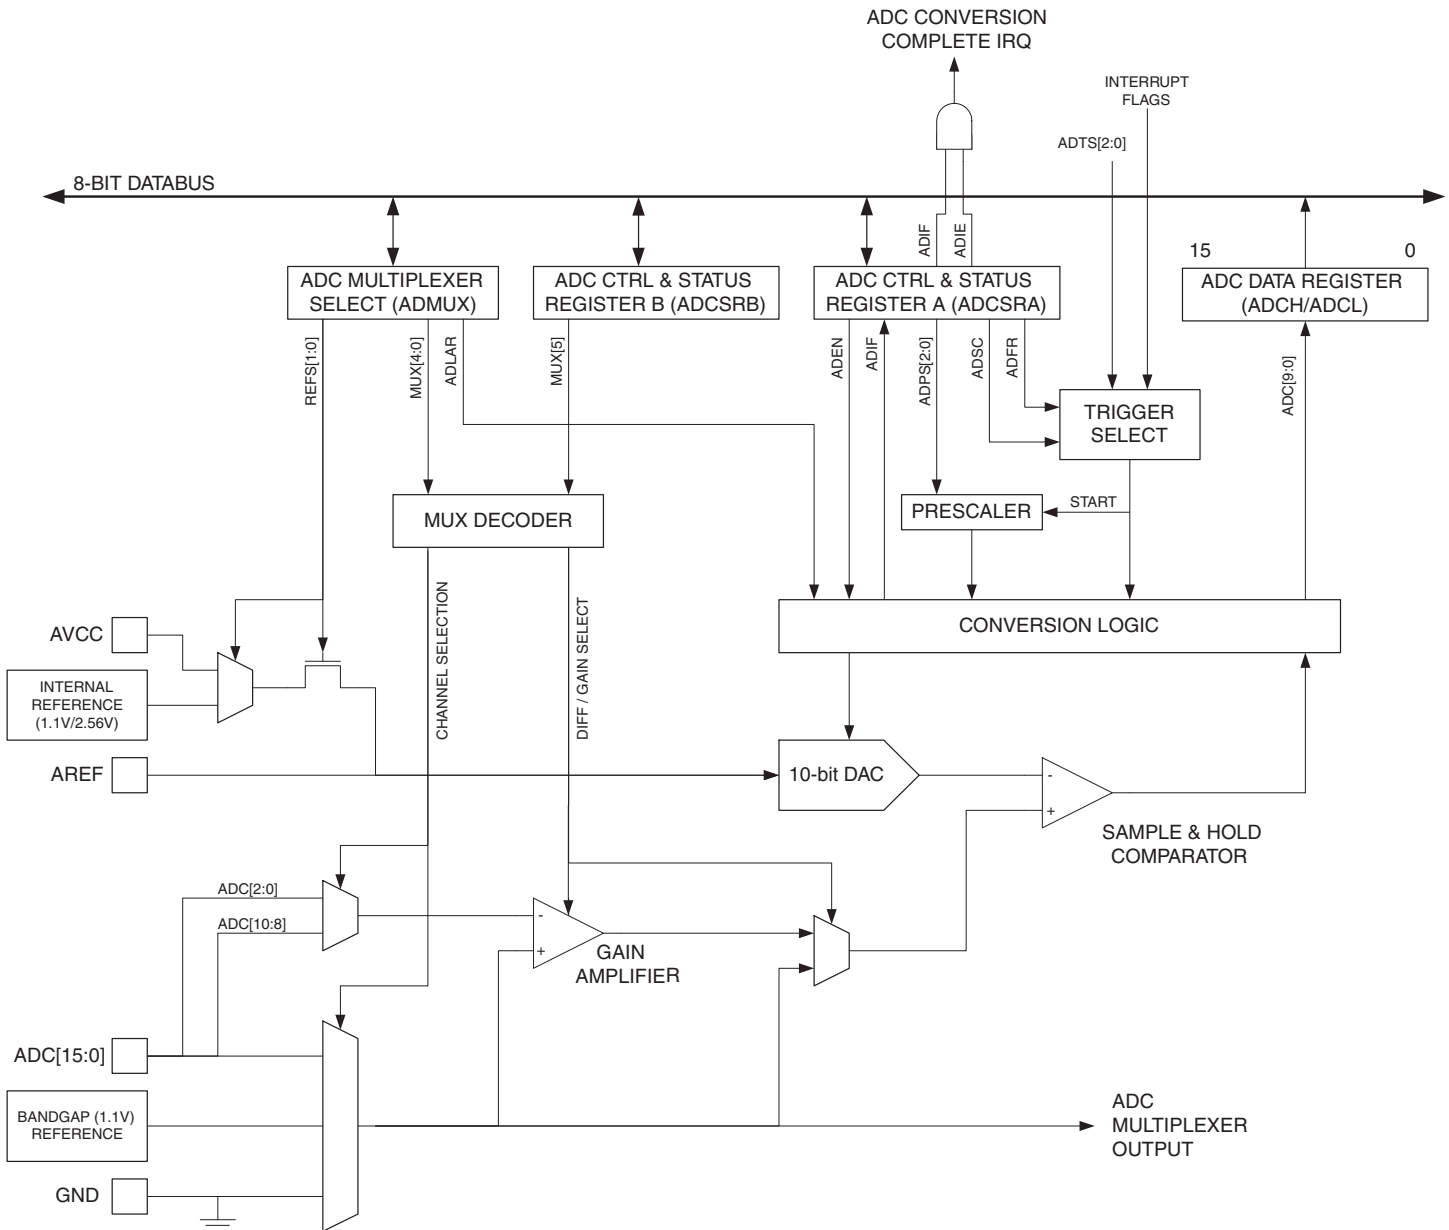 ADC CONVERSION
COMPLETE IRQ
INTERRUPT
FLAGS
ADTS[2:0]
8-BIT DATABUS
ADIF
ADIE
15
0
ADC MULTIPLEXER
SELECT (ADMUX)
ADC CTRL & STATUS
REGISTER B (ADCSRB)
ADC CTRL & STATUS
REGISTER A (ADCSRA)
ADC DATA REGISTER
(ADCH/ADCL)
REFS[1:0]
MUX[4:0]
ADLAR
MUX[5]
ADEN
ADIF
ADPS[2:0]
ADSC
ADFR
ADC[9:0]
TRIGGER
SELECT
MUX DECODER
PRESCALER
START
CHANNEL SELECTION
DIFF / GAIN SELECT
CONVERSION LOGIC
AVCC
INTERNAL
REFERENCE
(1.1V/2.56V)
AREF
10-bit DAC
-
+
SAMPLE & HOLD
COMPARATOR
ADC[2:0]
ADC[10:8]
-
+
GAIN
AMPLIFIER
ADC[15:0]
BANDGAP (1.1V)
REFERENCE
ADC
MULTIPLEXER
OUTPUT
GND